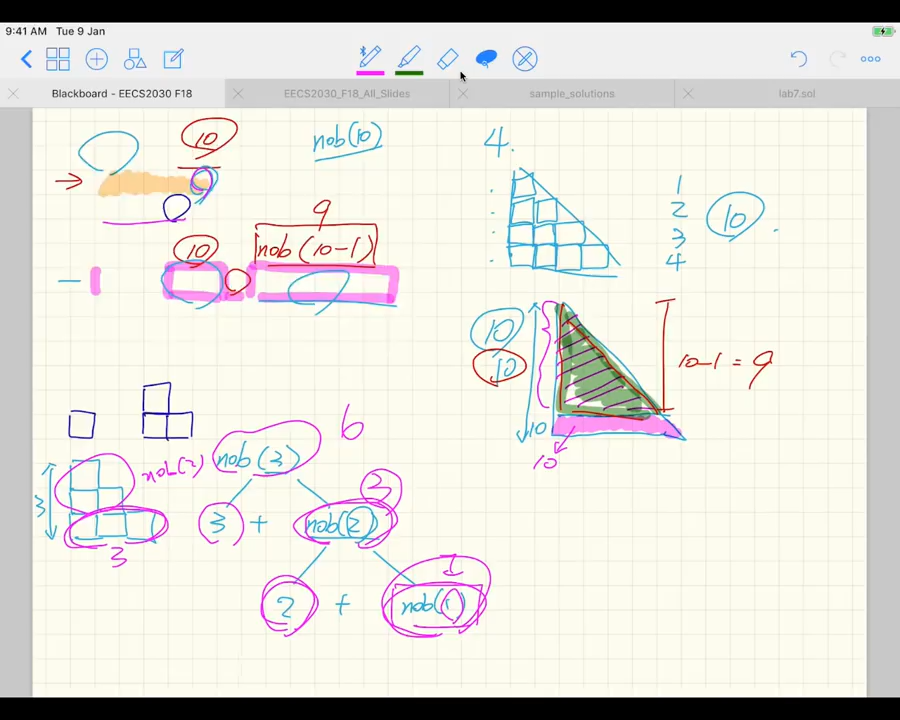 9:41 AM Tue 9 Jan
Blackboard - EECS2030 F18
EECS2030_F18_All_Slides
sample_solutions
lab7.sol
10
nob(10)
4.
1
2
3
4
10
9
10
nob(10-1)
10
10
10-1 = 9
10
10
6
nob(3)
nob(2)
3
3
3
+
nob(2)
3
1
2
+
nob(1)